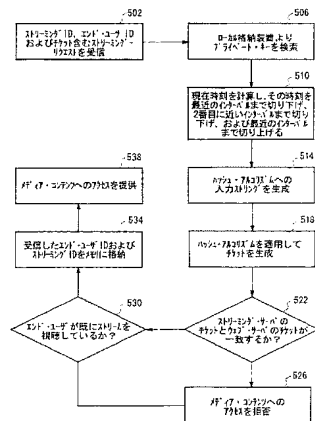 502
ストリーミングID、エンド・ユーザID
およびチケット含むストリーミング・
リクエストを受信
506
ローカル格納装置より
プライベート・キーを検索
510
現在時刻を計算し、その時刻を
最近のインターバルまで切り下げ、
2番目に近いインターバルまで切り下
げ、および最近のインターバル
まで切り上げる
514
ハッシュ・アルゴリズムへの
入力ストリングを生成
518
ハッシュ・アルゴリズムを適用して
チケットを生成
522
ストリーミング・サーバの
チケットとウェブ・サーバのチケットが
一致するか?
526
メディア・コンテンツへの
アクセスを拒否
530
エンド・ユーザが既にストリームを
視聴しているか?
534
受信したエンド・ユーザIDおよび
ストリーミングIDをメモリに格納
538
メディア・コンテンツへのアクセスを提供